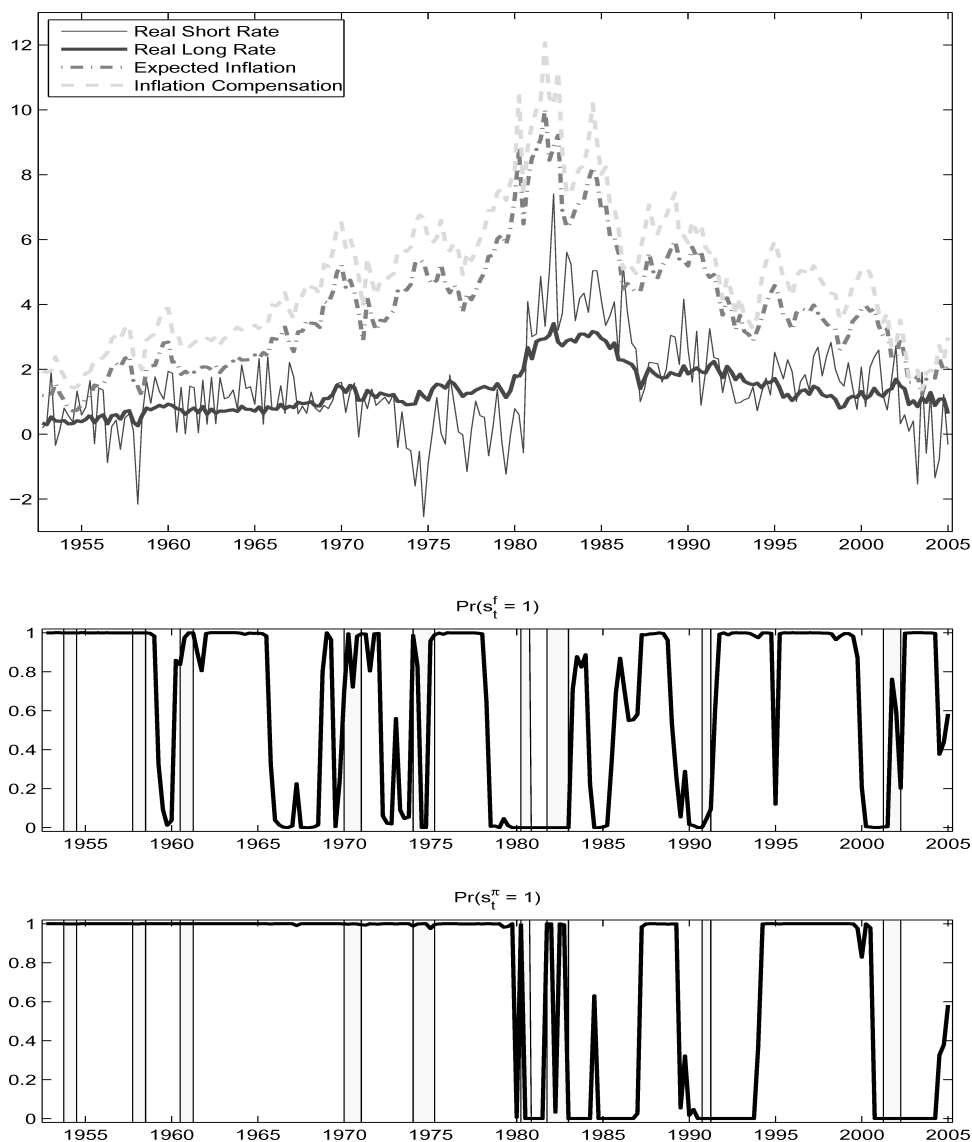 Real Short Rate
Real Long Rate
Expected Inflation
Inflation Compensation
12
10
8
6
4
2
0
−2
1955 1960 1965 1970 1975 1980 1985 1990 1995 2000 2005
Pr(s_t^f = 1)
1
0.8
0.6
0.4
0.2
0
1955 1960 1965 1970 1975 1980 1985 1990 1995 2000 2005
Pr(s_t^π = 1)
1
0.8
0.6
0.4
0.2
0
1955 1960 1965 1970 1975 1980 1985 1990 1995 2000 2005